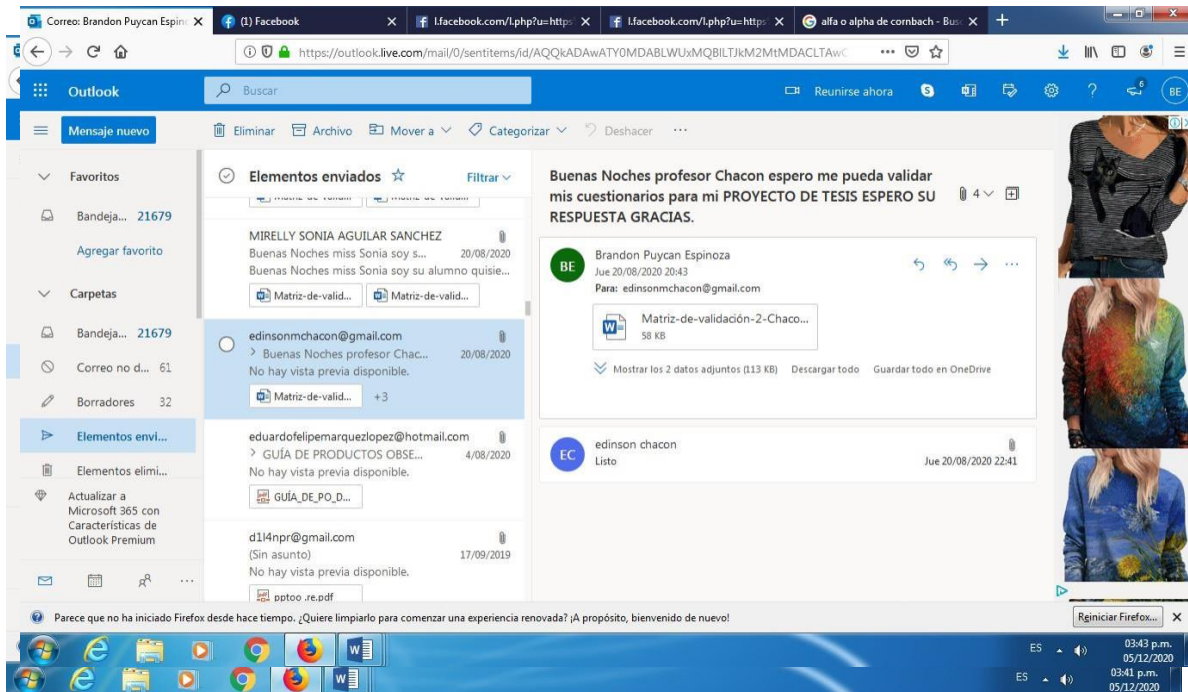 Correo: Brandon Puycan Espino
(1) Facebook
l.facebook.com/l.php?u=https
l.facebook.com/l.php?u=https
alfa o alpha de cornbach - Bus
https://outlook.live.com/mail/0/sentitems/id/AQQkADAwATY0MDABLWUxMQBILTJkM2MtMDACLTAwC
Outlook
Buscar
Reunirse ahora
6
BE
Mensaje nuevo
Eliminar
Archivo
Mover a
Categorizar
Deshacer
Favoritos
Bandeja... 21679
Agregar favorito
Carpetas
Bandeja... 21679
Correo no d... 61
Borradores 32
Elementos envi...
Elementos elimi...
Actualizar a
Microsoft 365 con
Características de
Outlook Premium
Elementos enviados
Filtrar
MIRELLY SONIA AGUILAR SANCHEZ
Buenas Noches miss Sonia soy s... 20/08/2020
Buenas Noches miss Sonia soy su alumno quisie...
Matriz-de-valid... Matriz-de-valid...
edinsonmchacon@gmail.com
> Buenas Noches profesor Chac... 20/08/2020
No hay vista previa disponible.
Matriz-de-valid... +3
eduardofelipemarquezlopez@hotmail.com
> GUÍA DE PRODUCTOS OBSE... 4/08/2020
No hay vista previa disponible.
GUÍA_DE_PO_D...
d1l4npr@gmail.com
(Sin asunto) 17/09/2019
No hay vista previa disponible.
pptoo .re.pdf
Buenas Noches profesor Chacon espero me pueda validar
mis cuestionarios para mi PROYECTO DE TESIS ESPERO SU
RESPUESTA GRACIAS.
4
BE
Brandon Puycan Espinoza
Jue 20/08/2020 20:43
Para: edinsonmchacon@gmail.com
Matriz-de-validación-2-Chaco...
58 KB
Mostrar los 2 datos adjuntos (113 KB) Descargar todo Guardar todo en OneDrive
EC
edinson chacon
Listo
Jue 20/08/2020 22:41
Parece que no ha iniciado Firefox desde hace tiempo. ¿Quiere limpiarlo para comenzar una experiencia renovada? ¡A propósito, bienvenido de nuevo!
Reiniciar Firefox...
ES
03:43 p.m.
05/12/2020
ES
03:41 p.m.
05/12/2020